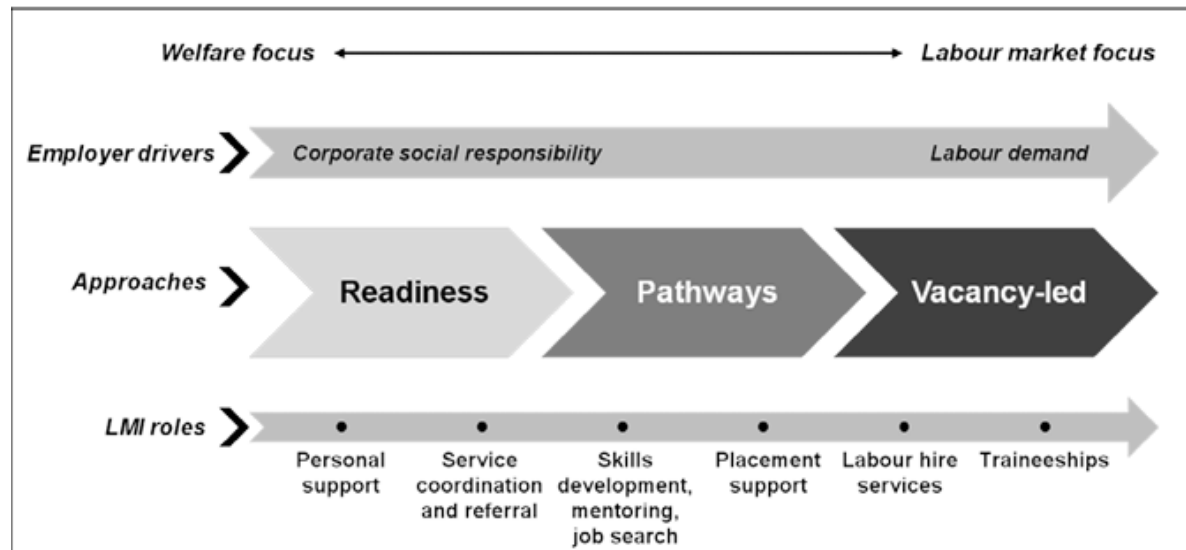 Welfare focus
Labour market focus
Employer drivers
Corporate social responsibility
Labour demand
Approaches
Readiness
Pathways
Vacancy-led
LMI roles
Personal
support
Service
coordination
and referral
Skills
development,
mentoring,
job search
Placement
support
Labour hire
services
Traineeships